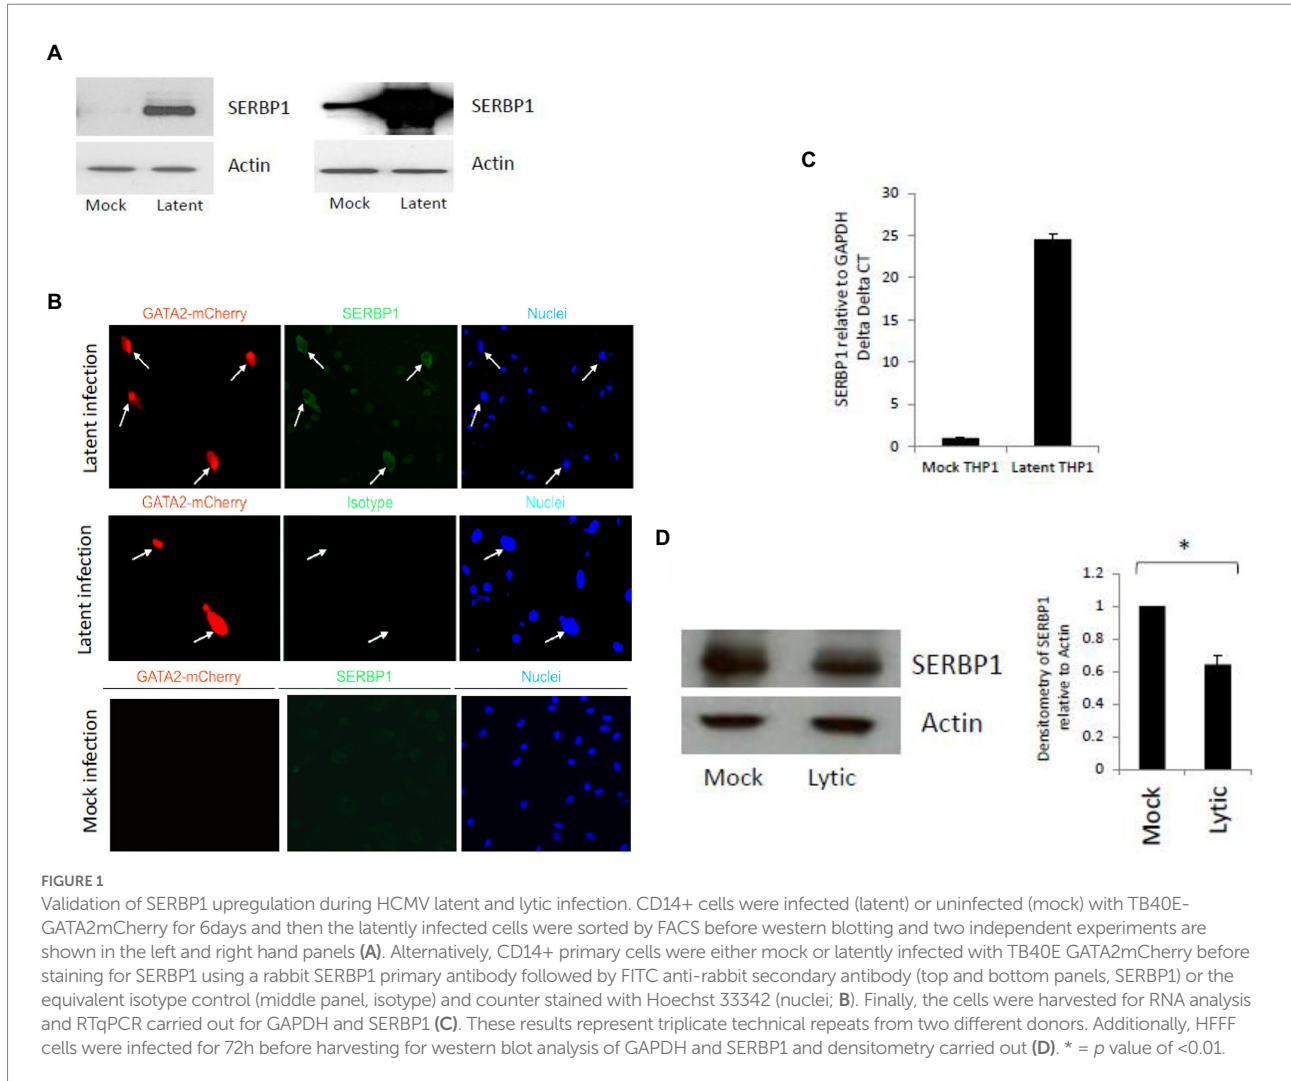 A
SERBP1
Actin
Mock Latent
SERBP1
Actin
Mock Latent
B
GATA2-mCherry SERBP1 Nuclei
Latent infection
GATA2-mCherry Isotype Nuclei
Latent infection
GATA2-mCherry SERBP1 Nuclei
Mock infection
C
SERBP1 relative to GAPDH
Delta Delta CT
30
25
20
15
10
5
0
Mock THP1 Latent THP1
D
SERBP1
Actin
Mock Lytic
*
Densitometry of SERBP1
relative to Actin
1.2
1
0.8
0.6
0.4
0.2
0
Mock
Lytic
FIGURE 1
Validation of SERBP1 upregulation during HCMV latent and lytic infection. CD14+ cells were infected (latent) or uninfected (mock) with TB40E-
GATA2mCherry for 6days and then the latently infected cells were sorted by FACS before western blotting and two independent experiments are
shown in the left and right hand panels (A). Alternatively, CD14+ primary cells were either mock or latently infected with TB40E GATA2mCherry before
staining for SERBP1 using a rabbit SERBP1 primary antibody followed by FITC anti-rabbit secondary antibody (top and bottom panels, SERBP1) or the
equivalent isotype control (middle panel, isotype) and counter stained with Hoechst 33342 (nuclei; B). Finally, the cells were harvested for RNA analysis
and RTqPCR carried out for GAPDH and SERBP1 (C). These results represent triplicate technical repeats from two different donors. Additionally, HFFF
cells were infected for 72h before harvesting for western blot analysis of GAPDH and SERBP1 and densitometry carried out (D). * = p value of <0.01.